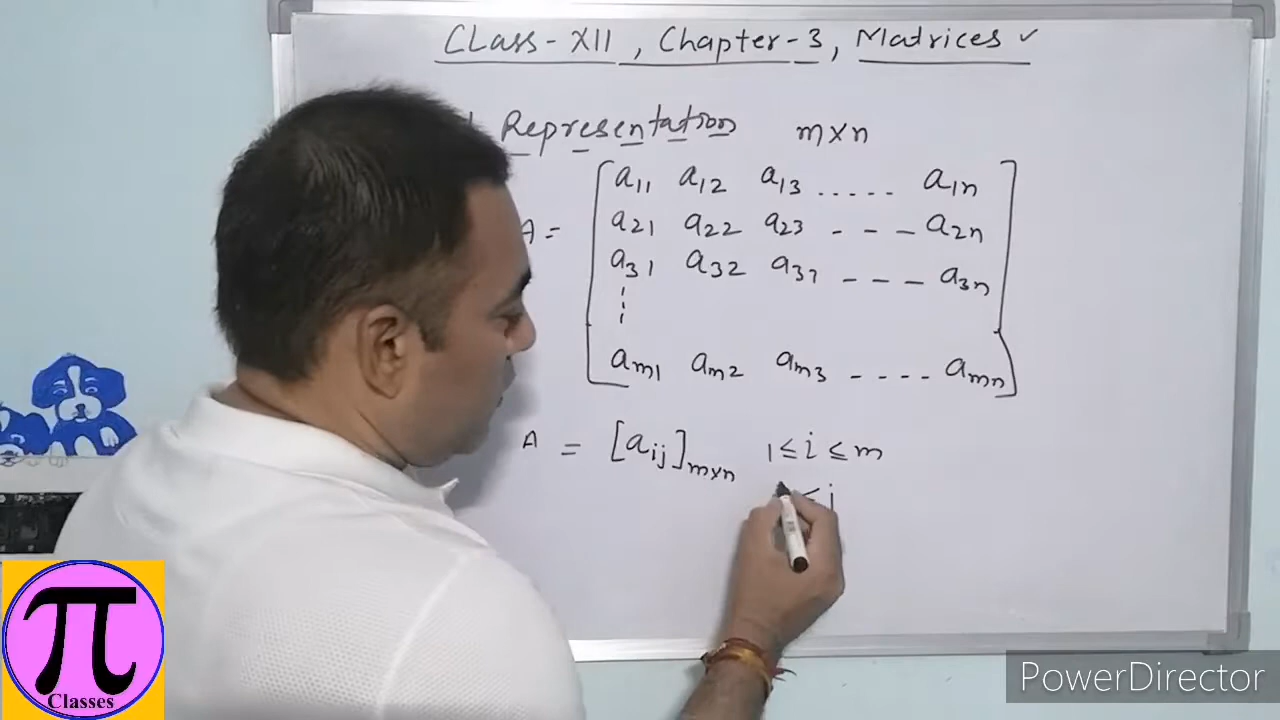 CLass - XII , Chapter - 3, Matrices ✓
Representation m×n
a11 a12 a13 ..... a1n
A = a21 a22 a23 - - - a2n
a31 a32 a3 - - - a3n
am1 am2 am3 - - - - amn
A = [aij]m×n 1 ≤ i ≤ m
≤ j
π
Classes
PowerDirector